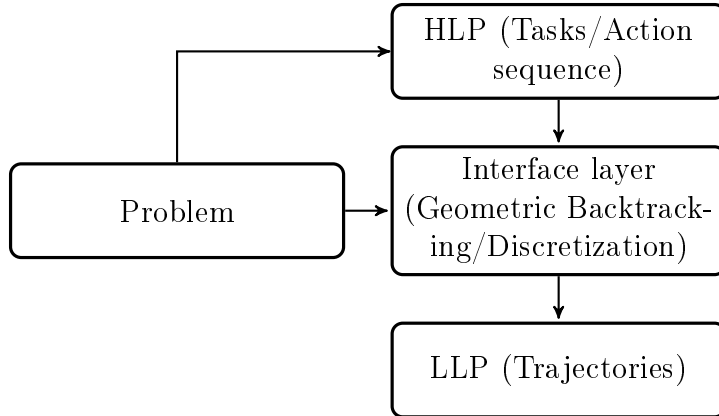 HLP (Tasks/Action
sequence)
Problem
Interface layer
(Geometric Backtrack-
ing/Discretization)
LLP (Trajectories)